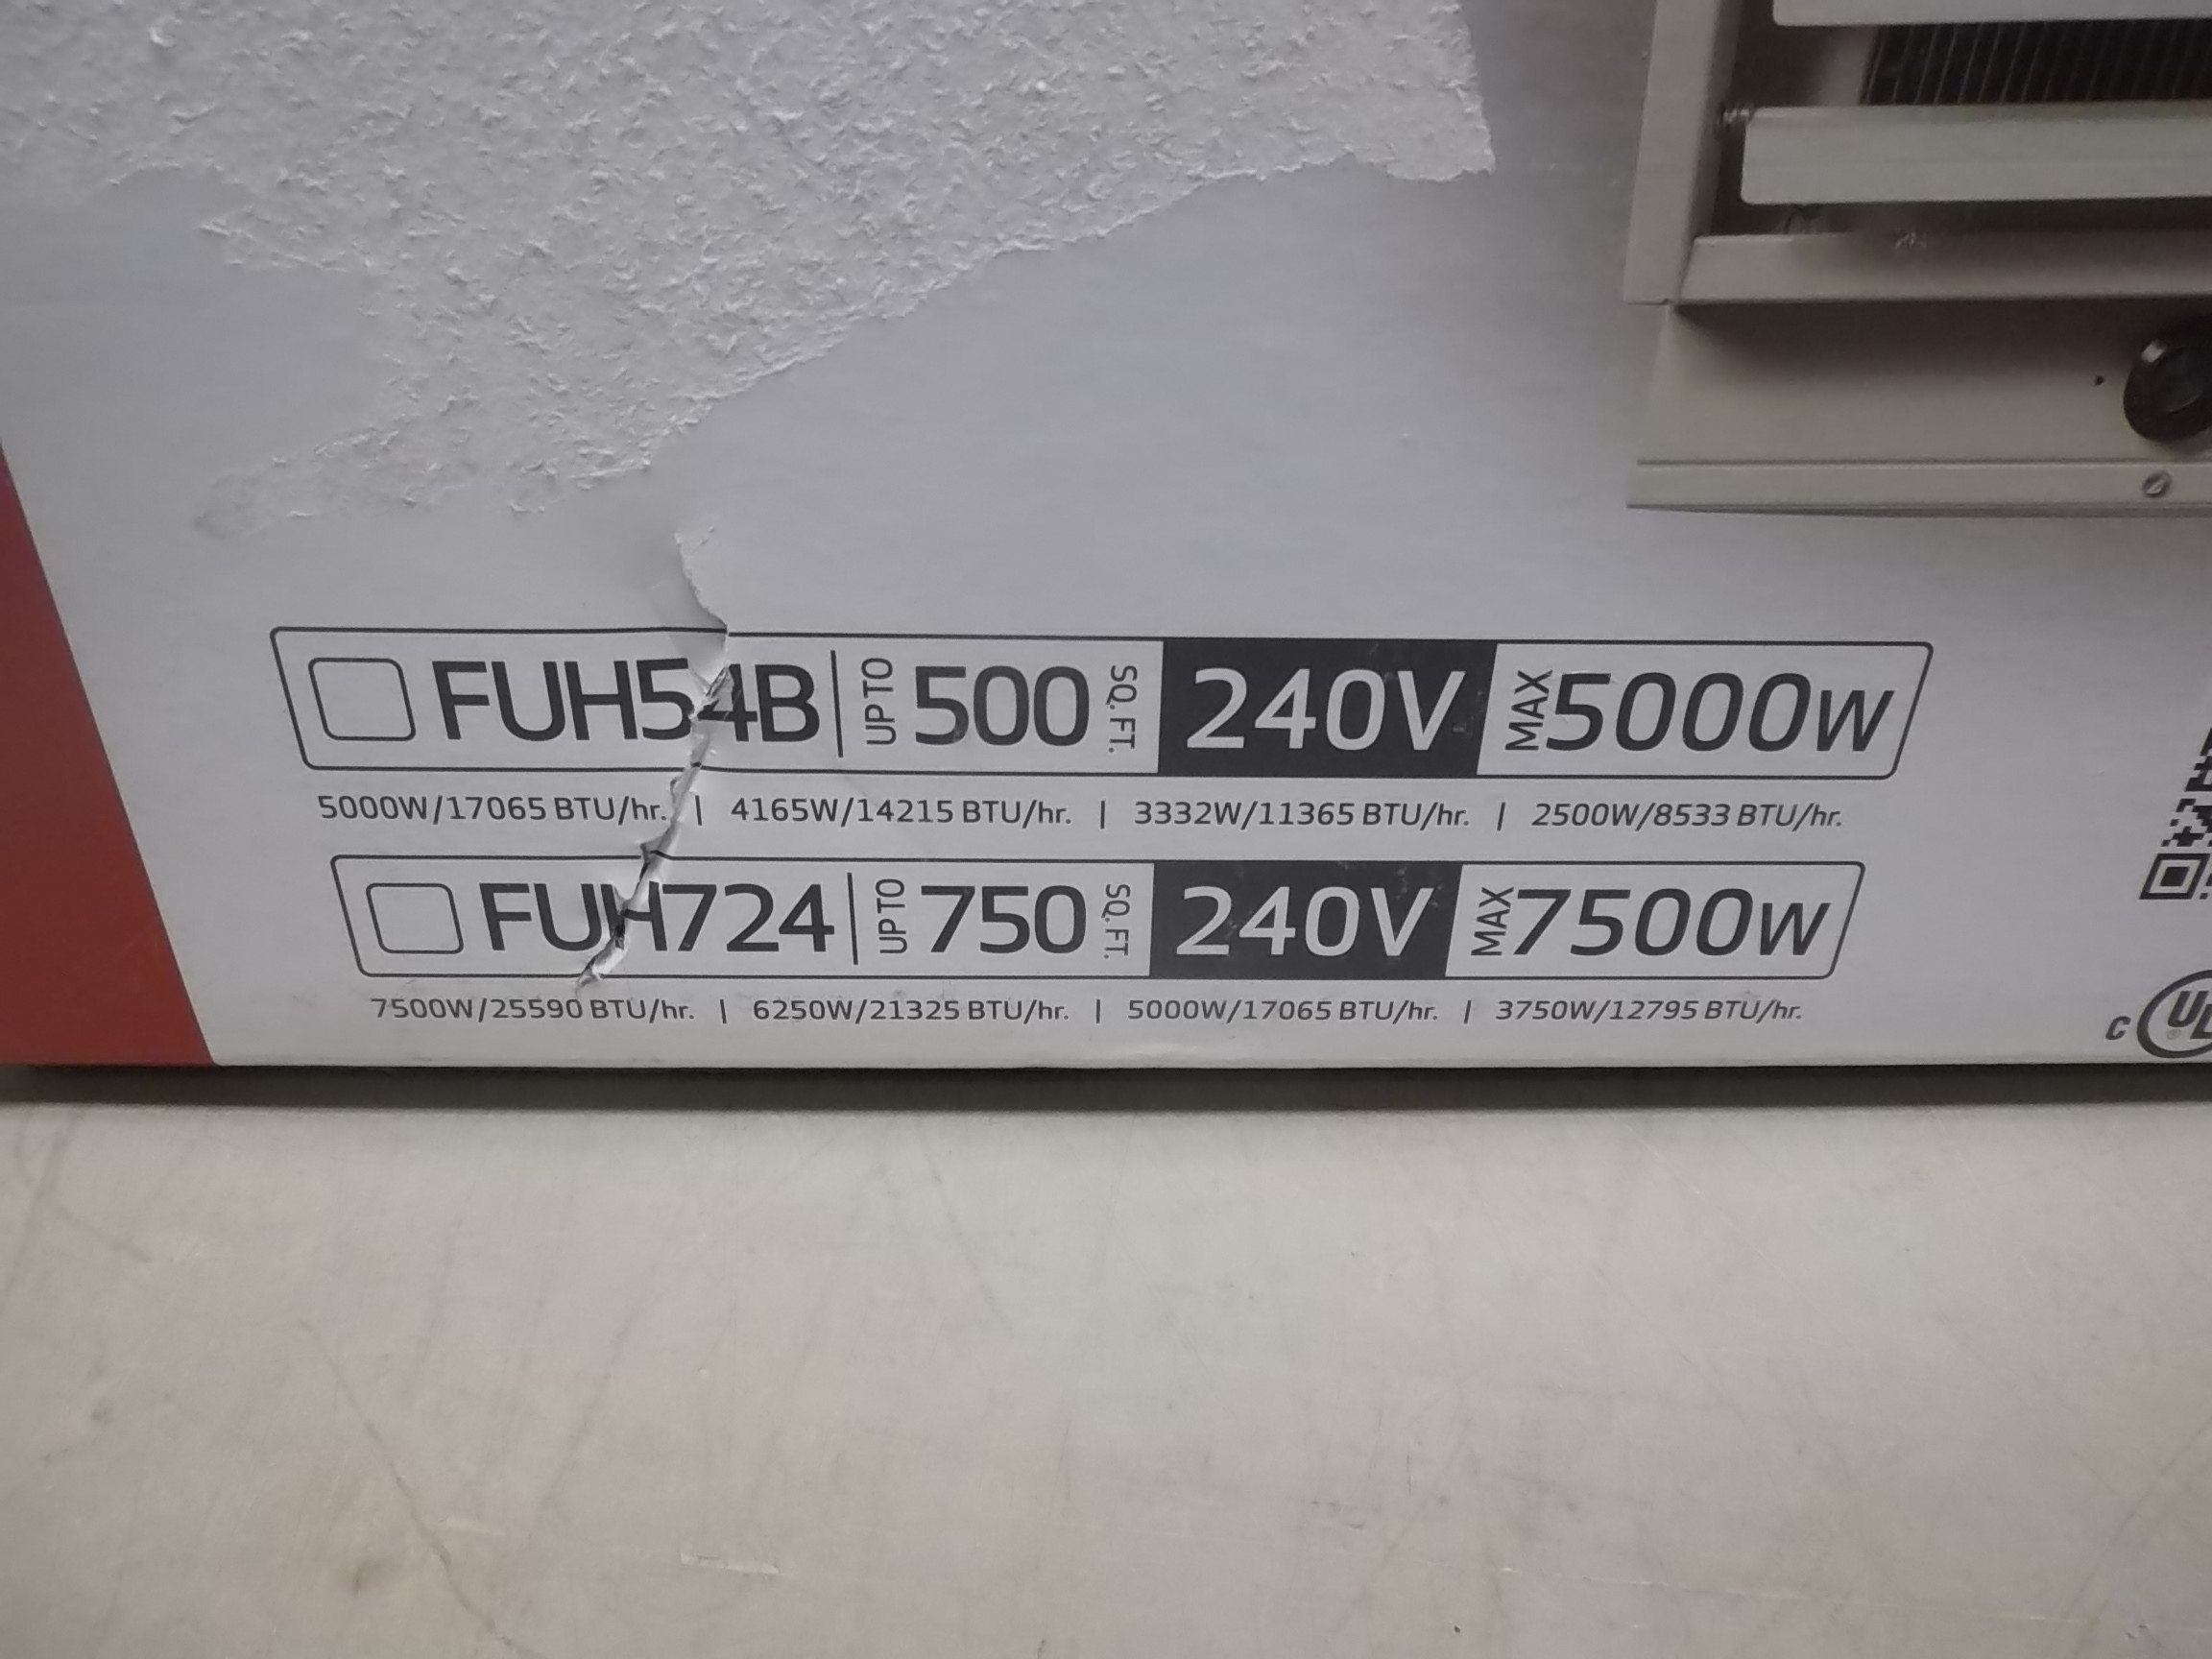 FUH54B | UP TO 500 SQ. FT. 240V MAX 5000W
5000W/17065 BTU/hr. | 4165W/14215 BTU/hr. | 3332W/11365 BTU/hr. | 2500W/8533 BTU/hr.
FUH724 | UP TO 750 SQ. FT. 240V MAX 7500W
7500W/25590 BTU/hr. | 6250W/21325 BTU/hr. | 5000W/17065 BTU/hr. | 3750W/12795 BTU/hr.
c UL